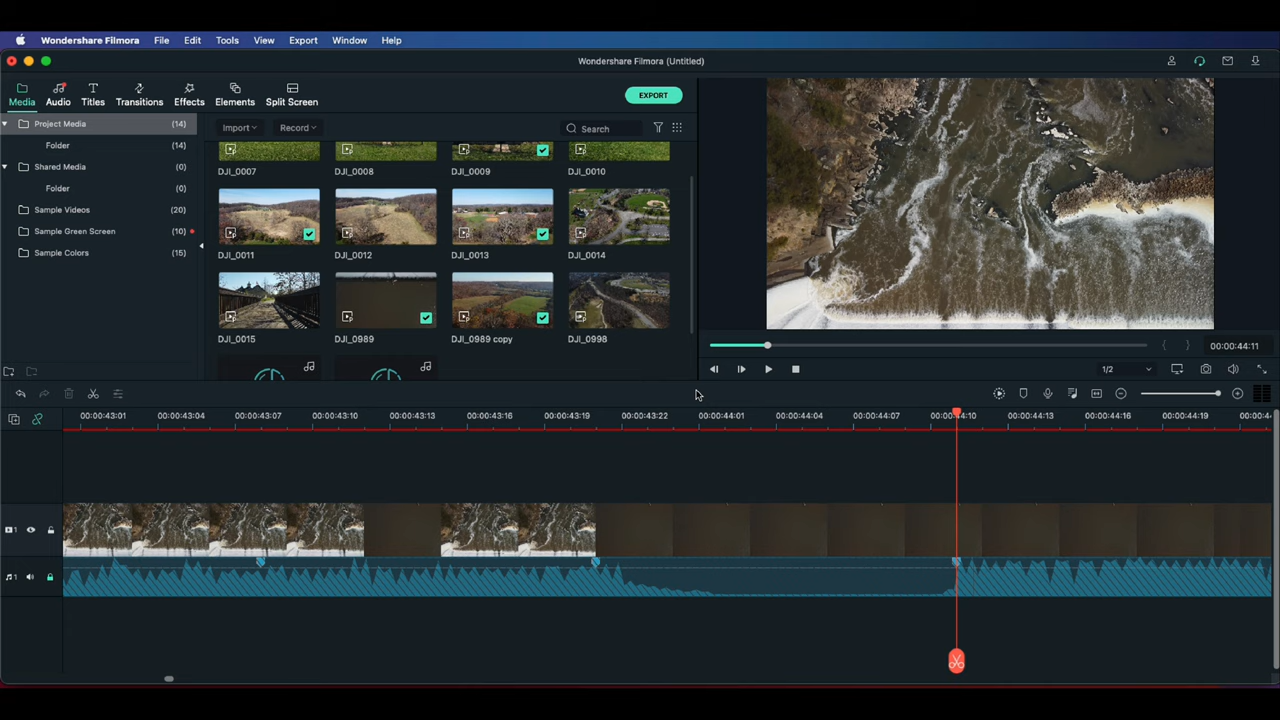 Wondershare Filmora File Edit Tools View Export Window Help
Wondershare Filmora (Untitled)
Media Audio Titles Transitions Effects Elements Split Screen
EXPORT
Project Media (14)
Folder (14)
Shared Media (0)
Folder (0)
Sample Videos (20)
Sample Green Screen (10)
Sample Colors (15)
Import Record Search
DJI_0007 DJI_0008 DJI_0009 DJI_0010
DJI_0011 DJI_0012 DJI_0013 DJI_0014
DJI_0015 DJI_0989 DJI_0989 copy DJI_0998
00:00:44:11
1/2
00:00:43:01 00:00:43:04 00:00:43:07 00:00:43:10 00:00:43:13 00:00:43:16 00:00:43:19 00:00:43:22 00:00:44:01 00:00:44:04 00:00:44:07 00:00:44:10 00:00:44:13 00:00:44:16 00:00:44:19 00:00:4
1
1